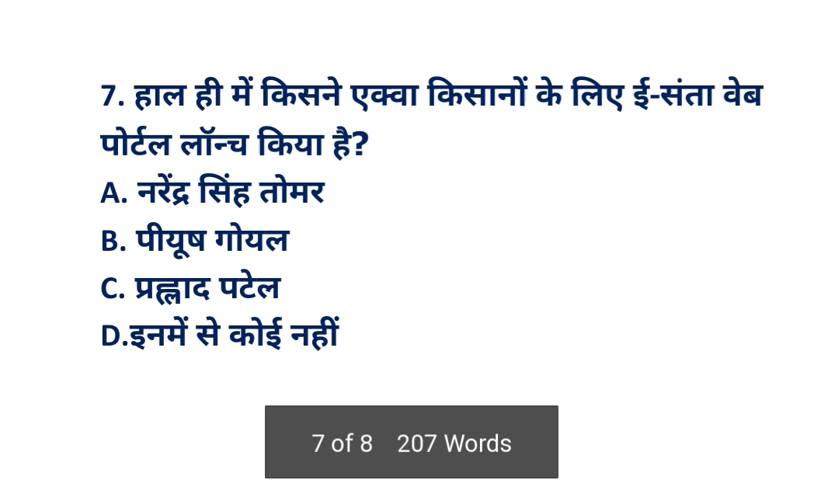 7. हाल ही में किसने एक्वा किसानों के लिए ई-संता वेब
पोर्टल लॉन्च किया है?
A. नरेंद्र सिंह तोमर
B. पीयूष गोयल
C. प्रह्लाद पटेल
D.इनमें से कोई नहीं
7 of 8 207 Words